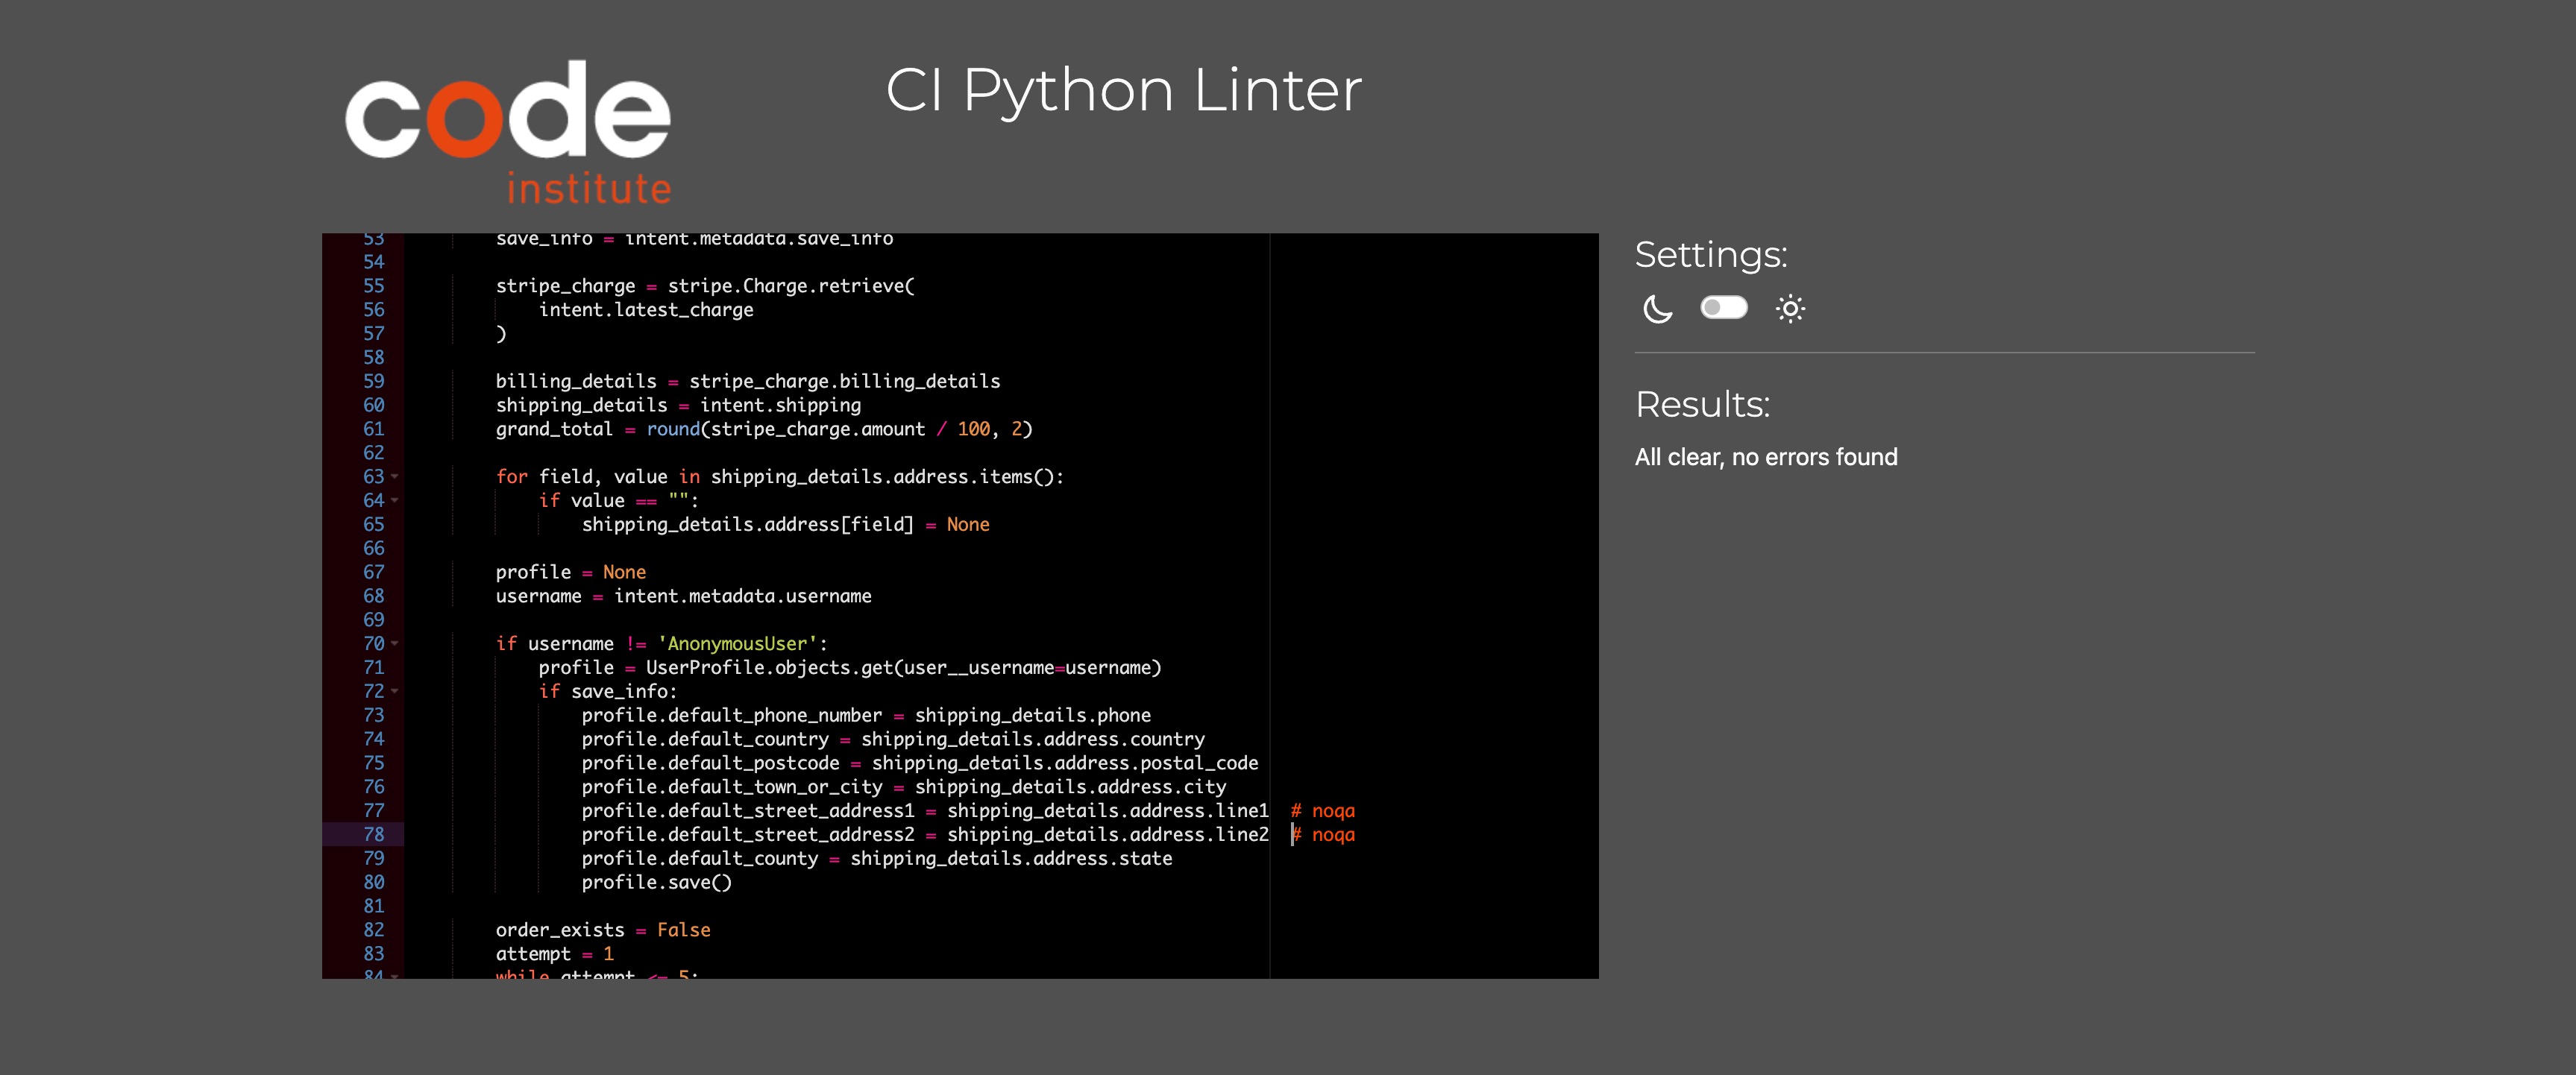 code
institute
CI Python Linter
53 save_info = intent.metadata.save_info
54
55 stripe_charge = stripe.Charge.retrieve(
56 intent.latest_charge
57 )
58
59 billing_details = stripe_charge.billing_details
60 shipping_details = intent.shipping
61 grand_total = round(stripe_charge.amount / 100, 2)
62
63 for field, value in shipping_details.address.items():
64 if value == "":
65 shipping_details.address[field] = None
66
67 profile = None
68 username = intent.metadata.username
69
70 if username != 'AnonymousUser':
71 profile = UserProfile.objects.get(user__username=username)
72 if save_info:
73 profile.default_phone_number = shipping_details.phone
74 profile.default_country = shipping_details.address.country
75 profile.default_postcode = shipping_details.address.postal_code
76 profile.default_town_or_city = shipping_details.address.city
77 profile.default_street_address1 = shipping_details.address.line1 # noqa
78 profile.default_street_address2 = shipping_details.address.line2 # noqa
79 profile.default_county = shipping_details.address.state
80 profile.save()
81
82 order_exists = False
83 attempt = 1
84 while attempt <= 5:
Settings:
Results:
All clear, no errors found